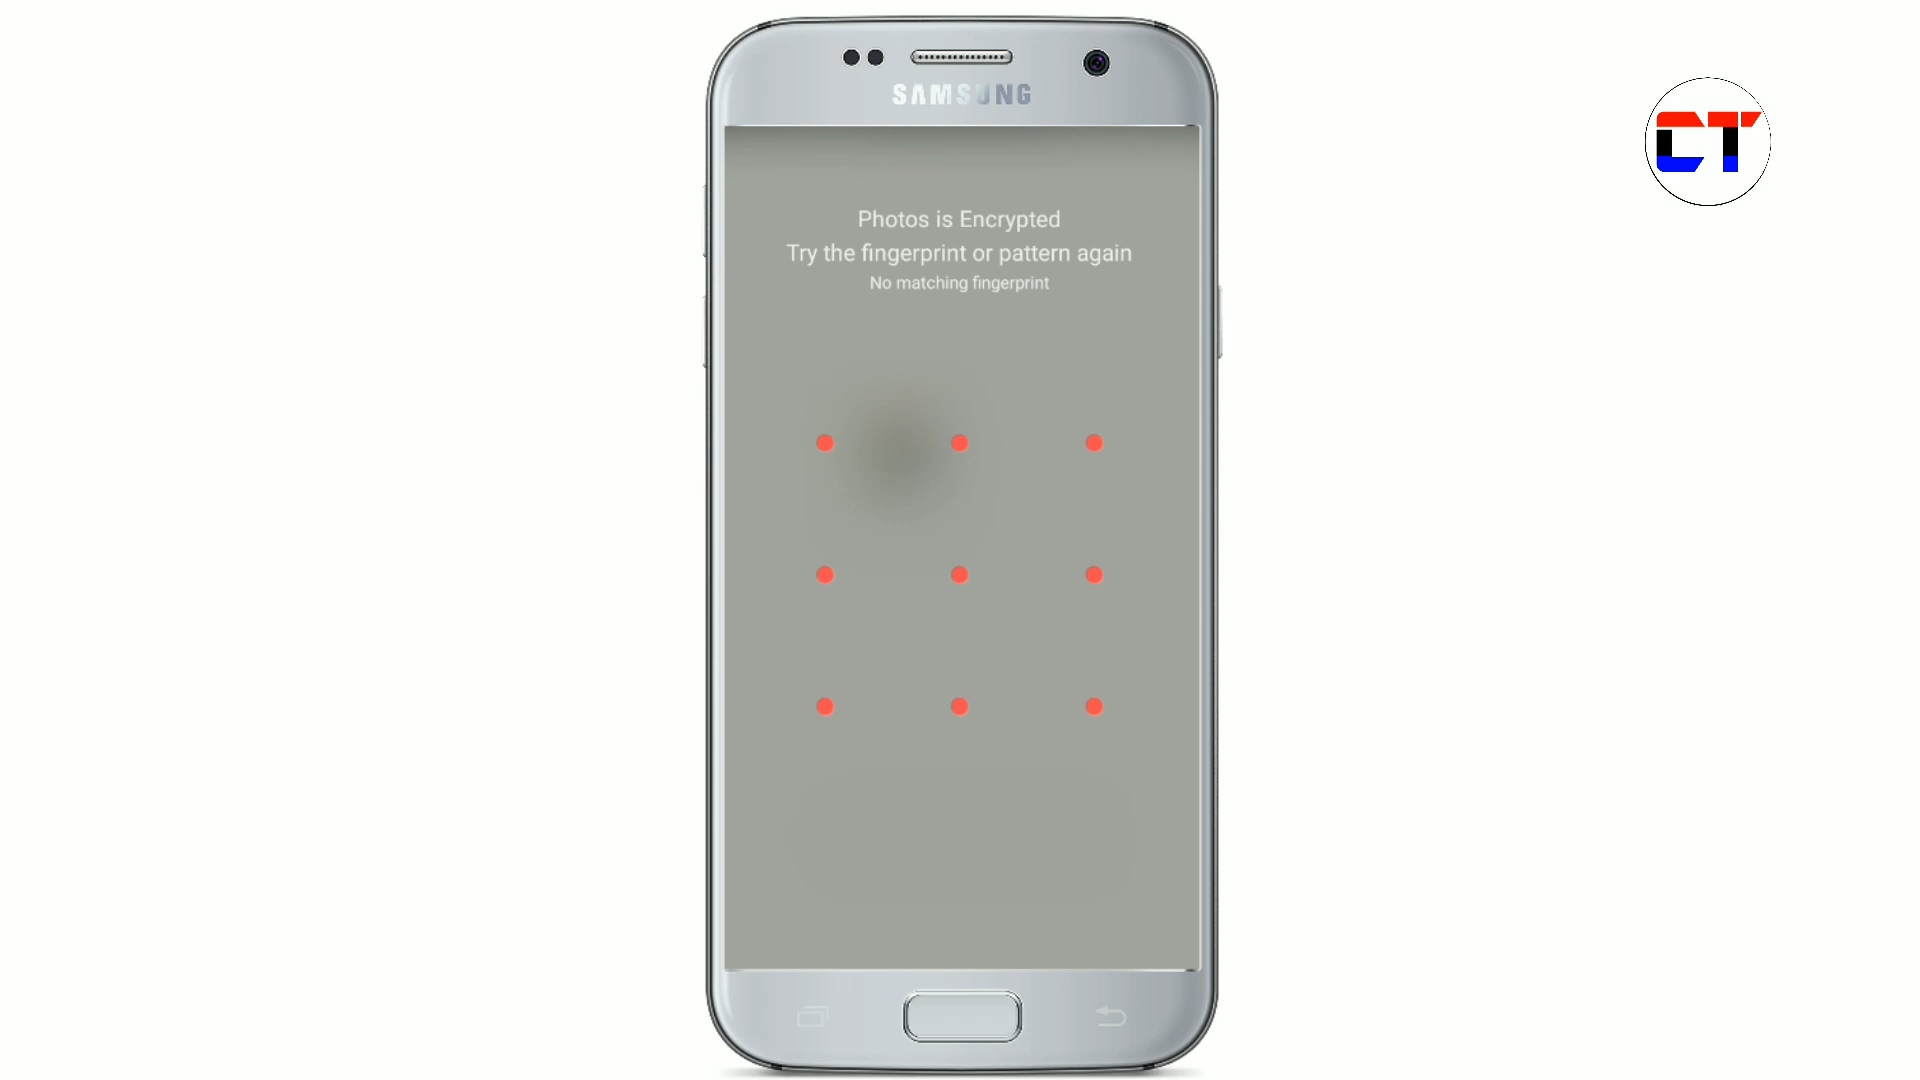 SAMSUNG
CT
Photos is Encrypted
Try the fingerprint or pattern again
No matching fingerprint